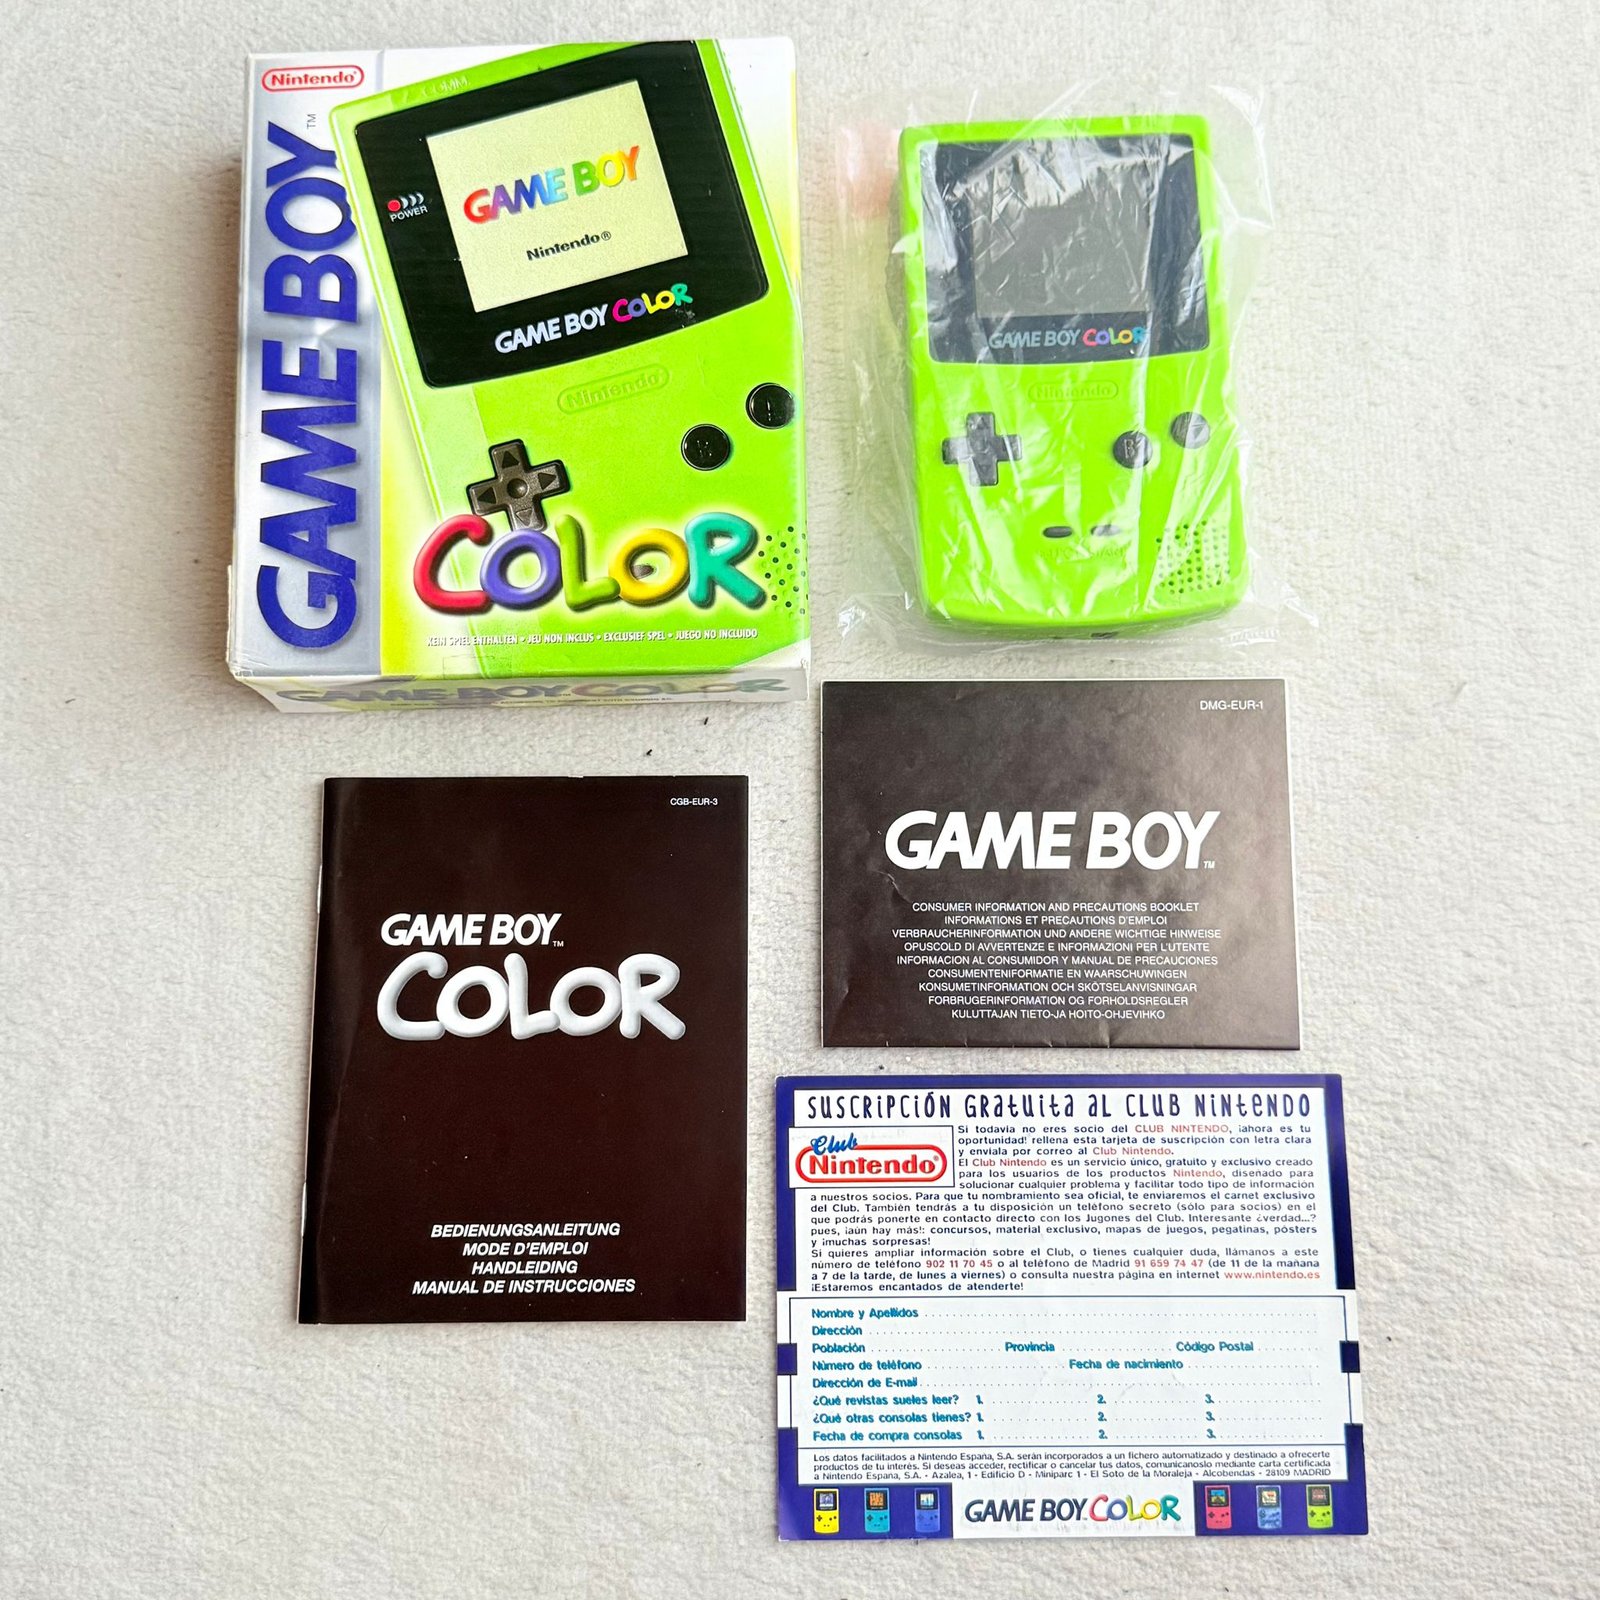 Nintendo®
GAME BOY™
COMM.
POWER
GAME BOY
Nintendo®
GAME BOY COLOR
Nintendo
COLOR
KEIN SPIEL ENTHALTEN • JEU NON INCLUS • EXCLUSIEF SPEL • JUEGO NO INCLUIDO
GAME BOY COLOR
GAME BOY COLOR
Nintendo
B
DMG-EUR-1
GAME BOY™
CONSUMER INFORMATION AND PRECAUTIONS BOOKLET
INFORMATIONS ET PRECAUTIONS D'EMPLOI
VERBRAUCHERINFORMATION UND ANDERE WICHTIGE HINWEISE
OPUSCOLO DI AVVERTENZE E INFORMAZIONI PER L'UTENTE
INFORMACION AL CONSUMIDOR Y MANUAL DE PRECAUCIONES
CONSUMENTENIFORMATIE EN WAARSCHUWINGEN
KONSUMETINFORMATION OCH SKÖTSELANVISNINGAR
FORBRUGERINFORMATION OG FORHOLDSREGLER
KULUTTAJAN TIETO-JA HOITO-OHJEVIHKO
CGB-EUR-3
GAME BOY™
COLOR
BEDIENUNGSANLEITUNG
MODE D'EMPLOI
HANDLEIDING
MANUAL DE INSTRUCCIONES
SUSCRIPCIÓN GRATUITA AL CLUB NINTENDO
Club
Nintendo®
Si todavía no eres socio del CLUB NINTENDO, ¡ahora es tu
oportunidad! rellena esta tarjeta de suscripción con letra clara
y envíala por correo al Club Nintendo.
El Club Nintendo es un servicio único, gratuito y exclusivo creado
para los usuarios de los productos Nintendo, diseñado para
solucionar cualquier problema y facilitar todo tipo de información
a nuestros socios. Para que tu nombramiento sea oficial, te enviaremos el carnet exclusivo
del Club. También tendrás a tu disposición un teléfono secreto (sólo para socios) en el
que podrás ponerte en contacto directo con los Jugones del Club. Interesante ¿verdad...?
pues, ¡aún hay más!: concursos, material exclativo, mapas de juegos, pegatinas, pósters
y ¡muchas sorpresas!
Si quieres ampliar información sobre el Club, o tienes cualquier duda, llámanos a este
número de teléfono 902 11 70 45 o al teléfono de Madrid 91 659 74 47 (de 11 de la mañana
a 7 de la tarde, de lunes a viernes) o consulta nuestra página en internet www.nintendo.es
¡Estaremos encantados de atenderte!
Nombre y Apellidos
Dirección
Población Provincia Código Postal
Número de teléfono Fecha de nacimiento
Dirección de E-mail
¿Qué revistas sueles leer? 1. 2. 3.
¿Qué otras consolas tienes? 1. 2. 3.
Fecha de compra consolas 1. 2. 3.
Los datos facilitados a Nintendo España, S.A. serán incorporados a un fichero automatizado y destinado a ofrecerte
productos de tu interés. Si deseas acceder, rectificar o cancelar tus datos, comunícanoslo mediante carta certificada
a Nintendo España, S.A. - Azalea, 1 - Edificio D - Miniparc 1 - El Soto de la Moraleja - Alcobendas - 28109 MADRID
GAME BOY COLOR